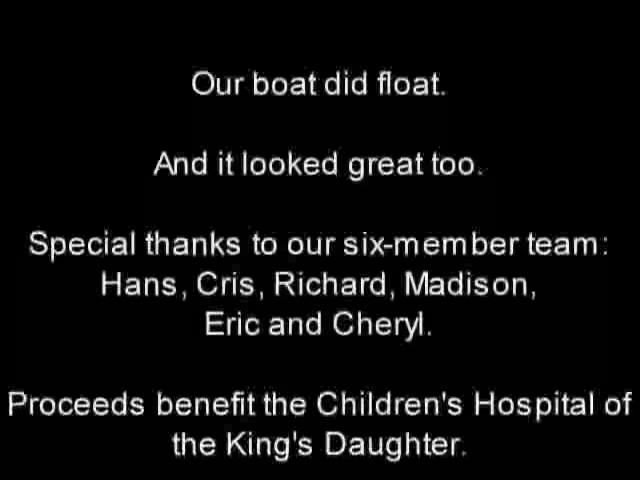 Our boat did float.
And it looked great too.
Special thanks to our six-member team:
Hans, Cris, Richard, Madison,
Eric and Cheryl.
Proceeds benefit the Children's Hospital of
the King's Daughter.